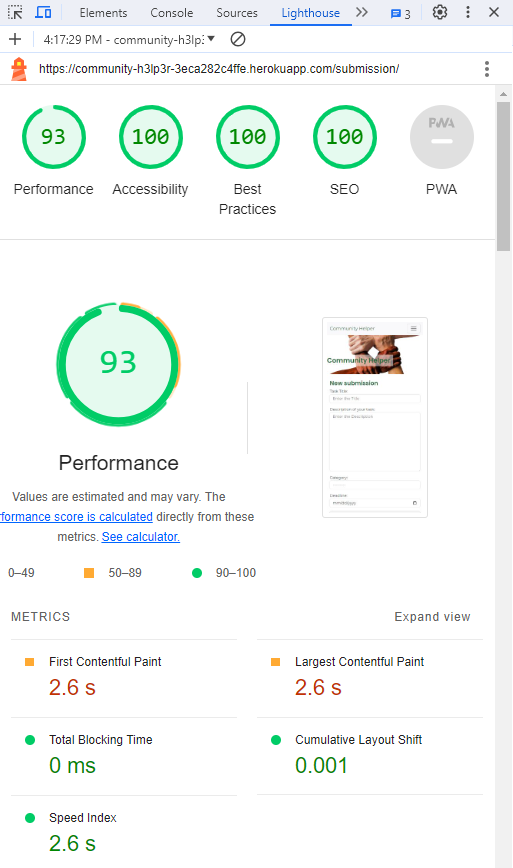 Elements Console Sources Lighthouse 3
4:17:29 PM - community-h3lp3
https://community-h3lp3r-3eca282c4ffe.herokuapp.com/submission/
93 100 100 100 PWA
Performance Accessibility Best Practices SEO PWA
93
Community Helper
Community Helper
New submission
Task Title
Enter the Title
Description of your need
Enter the Description
Category
Deadline
Performance
Values are estimated and may vary. The
formance score is calculated directly from these
metrics. See calculator.
0–49 50–89 90–100
METRICS Expand view
First Contentful Paint Largest Contentful Paint
2.6 s 2.6 s
Total Blocking Time Cumulative Layout Shift
0 ms 0.001
Speed Index
2.6 s